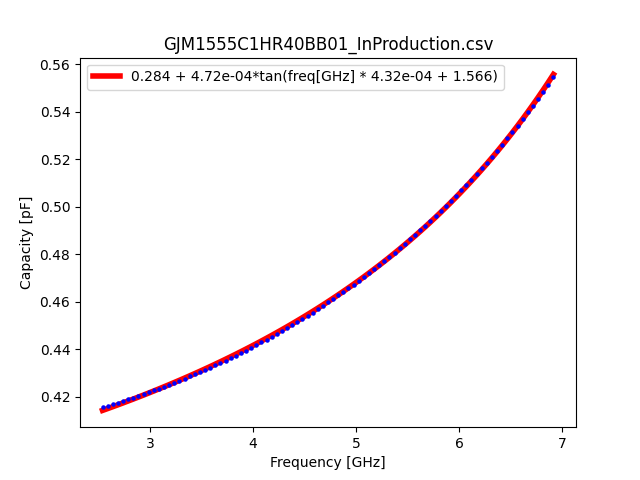 GJM1555C1HR40BB01_InProduction.csv
0.284 + 4.72e-04*tan(freq[GHz] * 4.32e-04 + 1.566)
Capacity [pF]
0.56
0.54
0.52
0.50
0.48
0.46
0.44
0.42
3 4 5 6 7
Frequency [GHz]